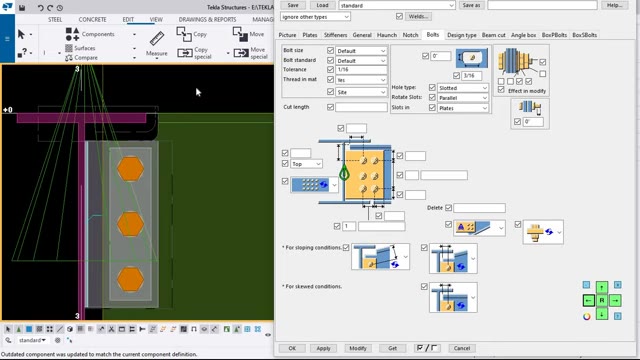 Save
Load
standard
Save as
Help...
ignore other types
Welds...
Tekla Structures - E:\TEKLA
STEEL
CONCRETE
EDIT
VIEW
DRAWINGS & REPORTS
MANAGE
Components
Surfaces
Compare
Measure
Copy
Copy special
Move
Move special
Picture
Plates
Stiffeners
General
Haunch
Notch
Bolts
Design type
Beam cut
Angle box
BoxPBolts
BoxSBolts
Bolt size
Default
Bolt standard
Default
Tolerance
1/16
Thread in mat
Yes
Site
Cut length
0"
3/16
Hole type:
Slotted
Rotate Slots:
Parallel
Slots in
Plates
Effect in modify
0"
Top
1
Delete
* For sloping conditions.
* For skewed conditions.
3
+0
3
R
standard
OK
Apply
Modify
Get
Cancel
Outdated component was updated to match the current component definition.